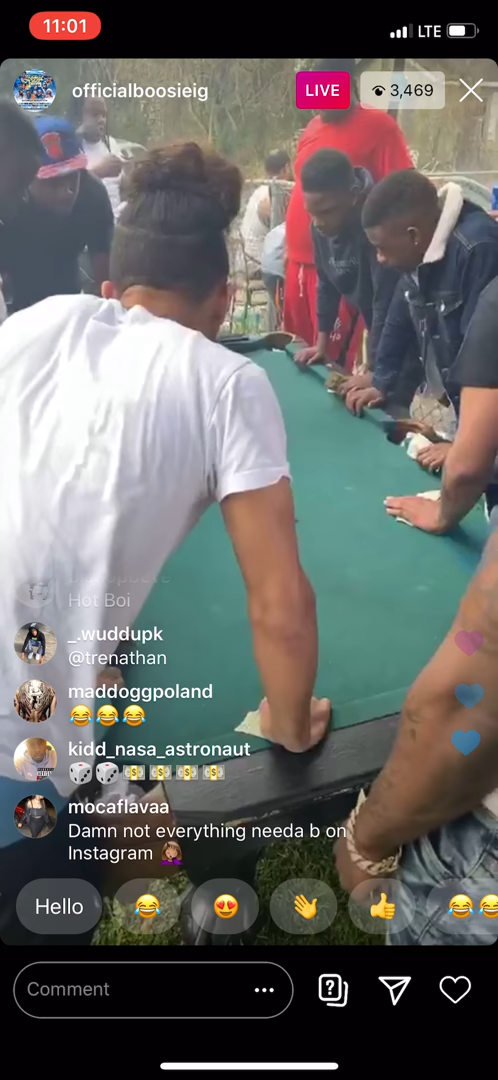 11:01
LTE
officialboosieig
LIVE
3,469
Hot Boi
_.wuddupk
@trenathan
maddoggpoland
kidd_nasa_astronaut
mocaflavaa
Damn not everything needa b on
Instagram
Hello
Comment